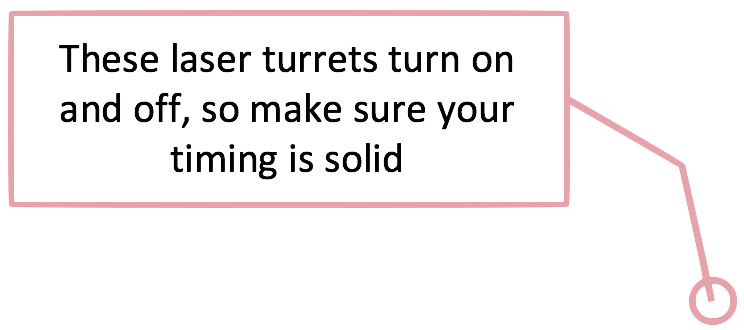 These laser turrets turn on
and off, so make sure your
timing is solid